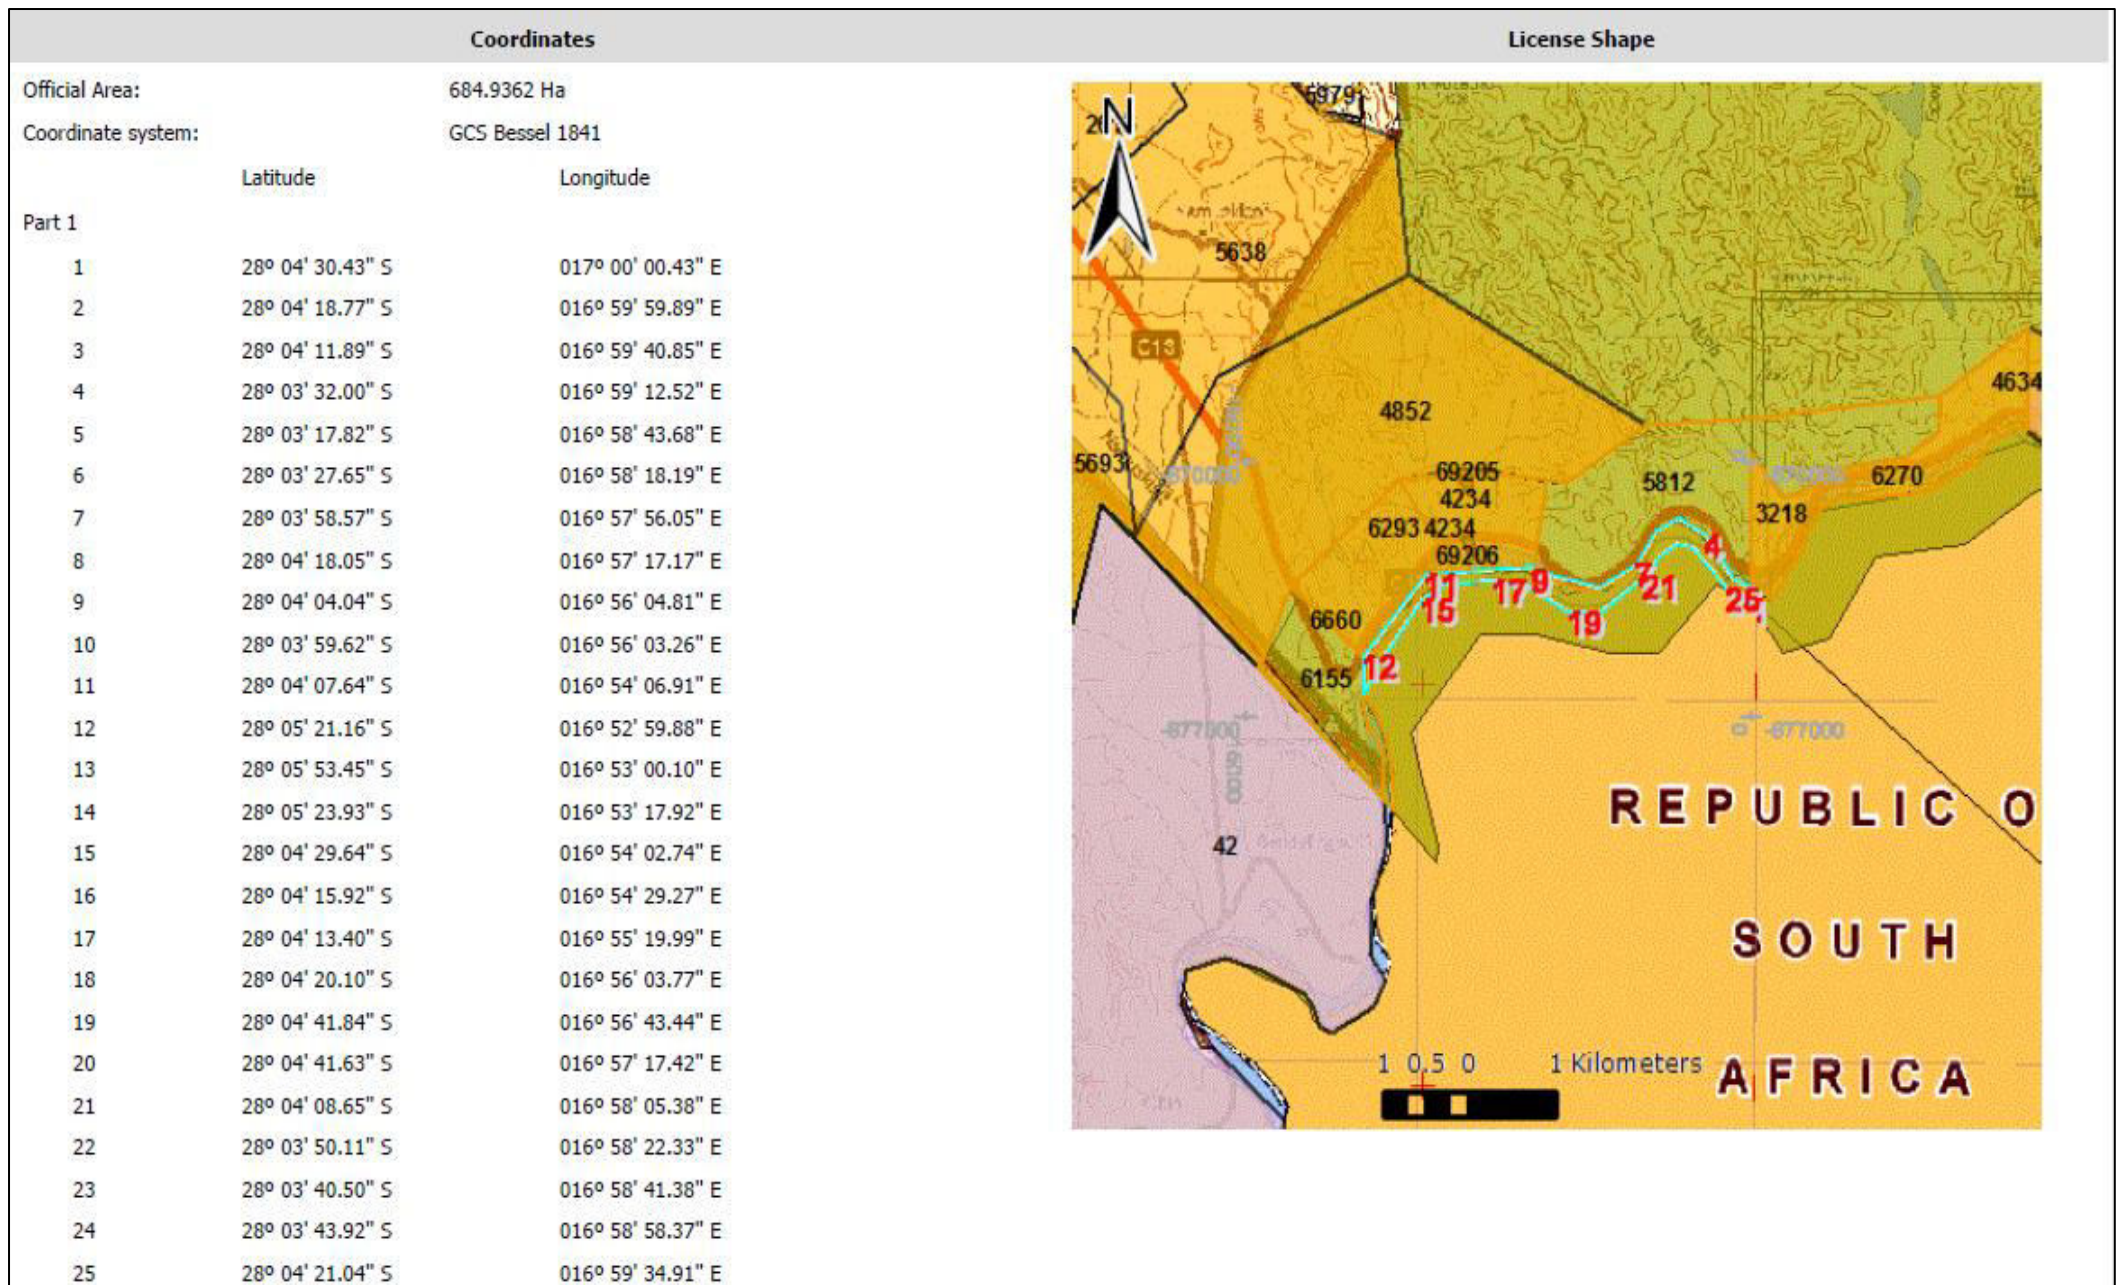 Coordinates
License Shape
Official Area: 684.9362 Ha
Coordinate system: GCS Bessel 1841
Latitude Longitude
Part 1
1 28º 04' 30.43" S 017º 00' 00.43" E
2 28º 04' 18.77" S 016º 59' 59.89" E
3 28º 04' 11.89" S 016º 59' 40.85" E
4 28º 03' 32.00" S 016º 59' 12.52" E
5 28º 03' 17.82" S 016º 58' 43.68" E
6 28º 03' 27.65" S 016º 58' 18.19" E
7 28º 03' 58.57" S 016º 57' 56.05" E
8 28º 04' 18.05" S 016º 57' 17.17" E
9 28º 04' 04.04" S 016º 56' 04.81" E
10 28º 03' 59.62" S 016º 56' 03.26" E
11 28º 04' 07.64" S 016º 54' 06.91" E
12 28º 05' 21.16" S 016º 52' 59.88" E
13 28º 05' 53.45" S 016º 53' 00.10" E
14 28º 05' 23.93" S 016º 53' 17.92" E
15 28º 04' 29.64" S 016º 54' 02.74" E
16 28º 04' 15.92" S 016º 54' 29.27" E
17 28º 04' 13.40" S 016º 55' 19.99" E
18 28º 04' 20.10" S 016º 56' 03.77" E
19 28º 04' 41.84" S 016º 56' 43.44" E
20 28º 04' 41.63" S 016º 57' 17.42" E
21 28º 04' 08.65" S 016º 58' 05.38" E
22 28º 03' 50.11" S 016º 58' 22.33" E
23 28º 03' 40.50" S 016º 58' 41.38" E
24 28º 03' 43.92" S 016º 58' 58.37" E
25 28º 04' 21.04" S 016º 59' 34.91" E
N
5979
5638
C13
4634
4852
5693
-870000
69205
4234
5812
6270
6293 4234
3218
69206
4
7
9
11
17
21
25
15
19
6660
12
6155
-877000
-877000
0
REPUBLIC O
42
SOUTH
AFRICA
1 0.5 0 1 Kilometers